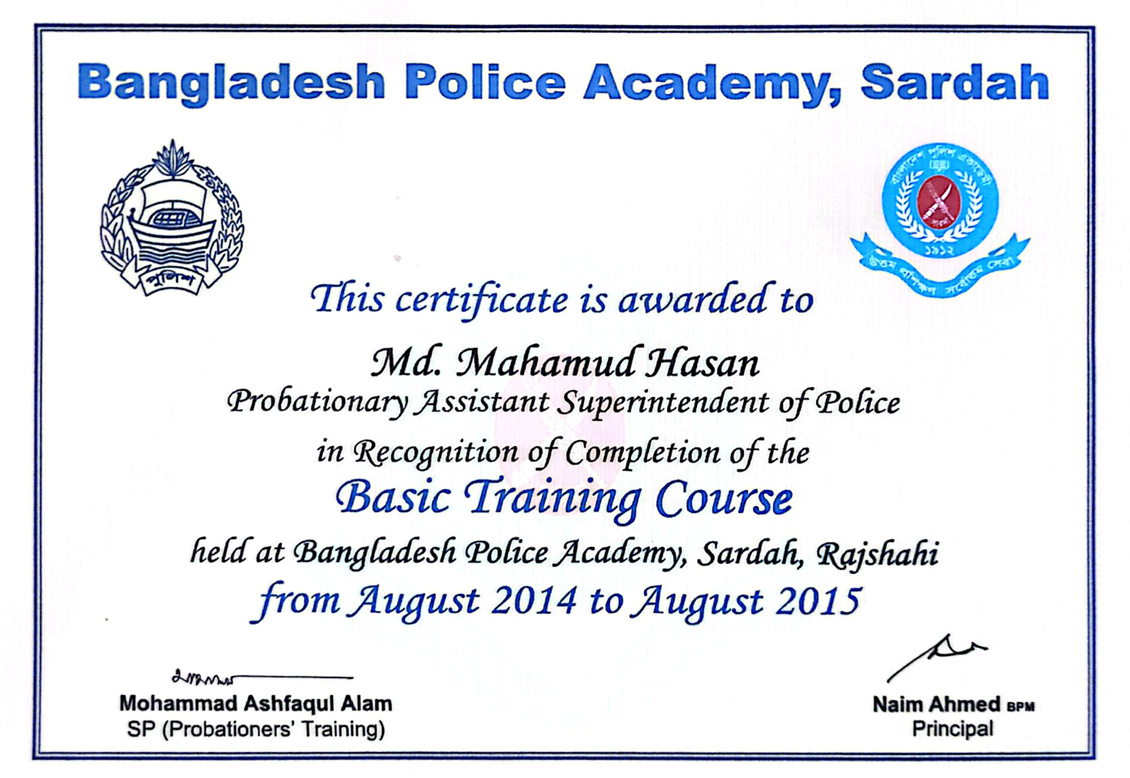 Bangladesh Police Academy, Sardah
পুলিশ
বাংলাদেশ পুলিশ একাডেমী
সারদা
১৯১২
উত্তম প্রশিক্ষণ সর্বোত্তম সেবা
This certificate is awarded to
Md. Mahamud Hasan
Probationary Assistant Superintendent of Police
in Recognition of Completion of the
Basic Training Course
held at Bangladesh Police Academy, Sardah, Rajshahi
from August 2014 to August 2015
Mohammad Ashfaqul Alam
SP (Probationers' Training)
Naim Ahmed BPM
Principal